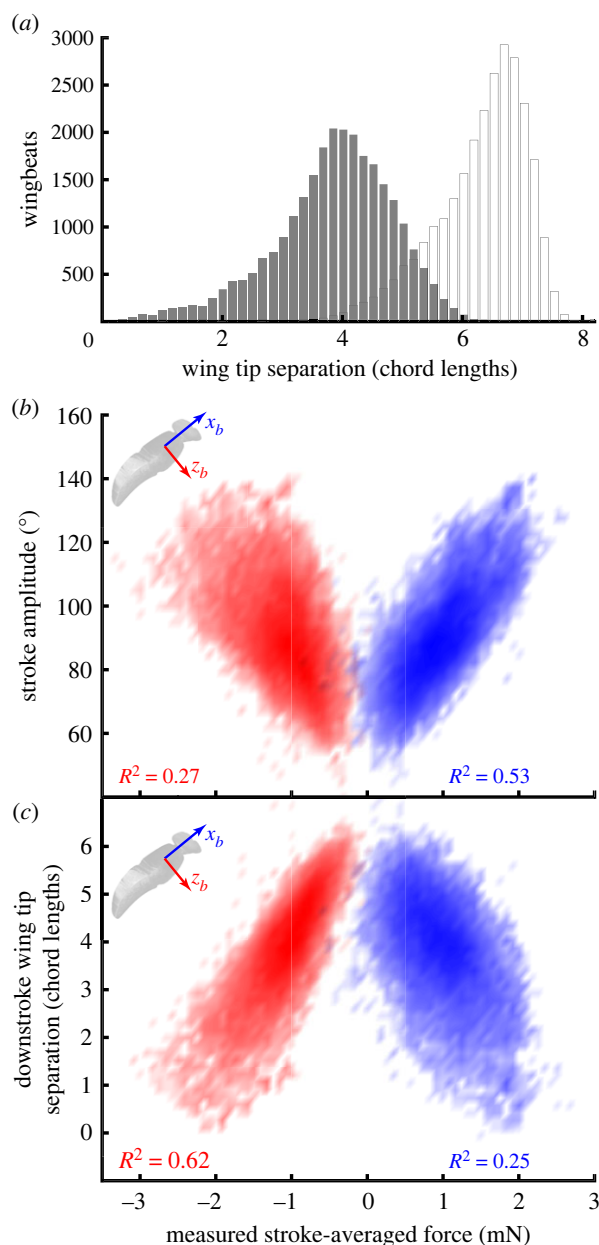 (a)
3000
2500
2000
1500
1000
500
0
wingbeats
2 4 6 8
wing tip separation (chord lengths)
(b)
160
140
120
100
80
60
stroke amplitude (°)
x_b
z_b
R² = 0.27
R² = 0.53
(c)
6
5
4
3
2
1
0
downstroke wing tip
separation (chord lengths)
x_b
z_b
R² = 0.62
R² = 0.25
–3 –2 –1 0 1 2 3
measured stroke-averaged force (mN)